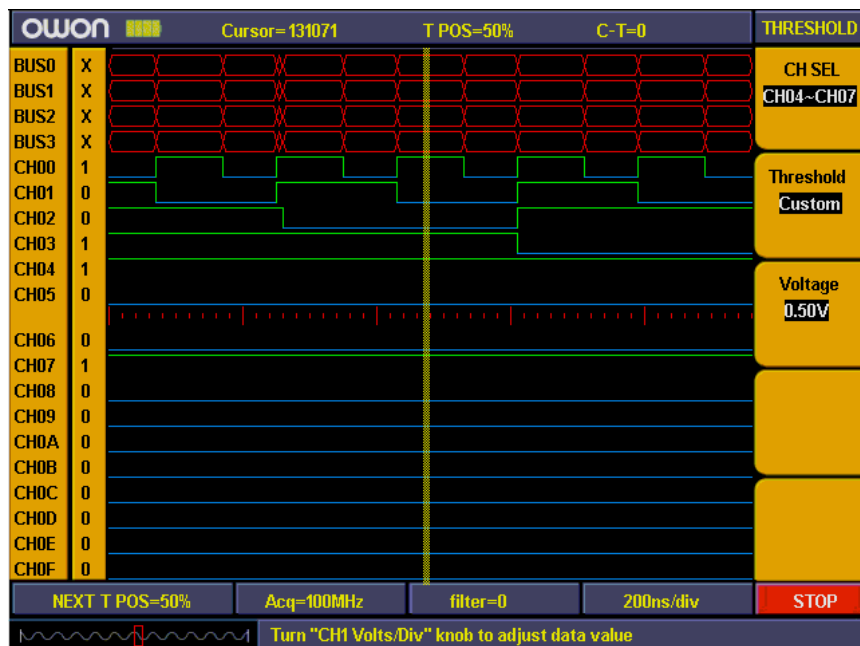 owon Cursor=131071 T POS=50% C-T=0 THRESHOLD
BUS0 X
BUS1 X
BUS2 X
BUS3 X
CH00 1
CH01 0
CH02 0
CH03 1
CH04 1
CH05 0
CH06 0
CH07 1
CH08 0
CH09 0
CH0A 0
CH0B 0
CH0C 0
CH0D 0
CH0E 0
CH0F 0
CH SEL
CH04~CH07
Threshold
Custom
Voltage
0.50V
NEXT T POS=50% Acq=100MHz filter=0 200ns/div STOP
Turn "CH1 Volts/Div" knob to adjust data value